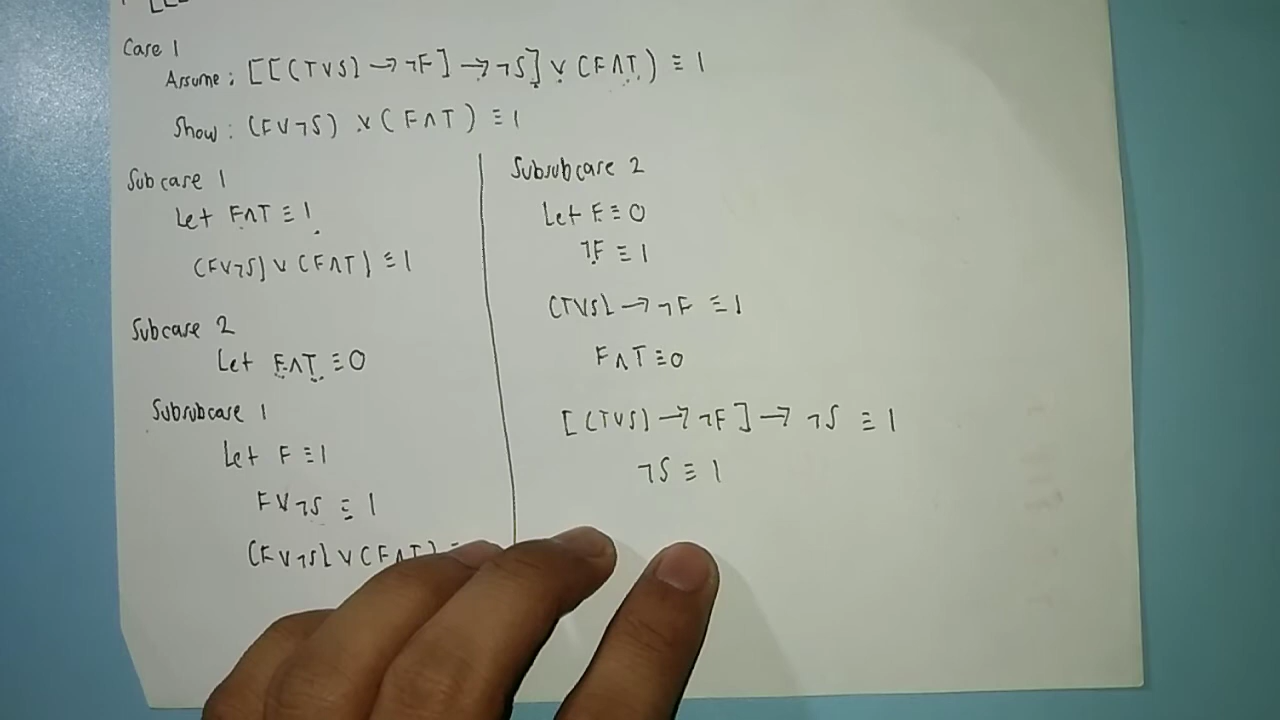 Case 1
Assume: [[(TVS) → ¬F] → ¬S] ∨ (F∧T) ≡ 1
Show: (F∨¬S) ∨ (F∧T) ≡ 1
Subcase 1
Let F∧T ≡ 1
(F∨¬S) ∨ (F∧T) ≡ 1
Subcase 2
Let F∧T ≡ 0
Subsubcase 1
Let F ≡ 1
F∨¬S ≡ 1
(F∨¬S) ∨ (F∧T)
Subsubcase 2
Let F ≡ 0
¬F ≡ 1
(T∨S) → ¬F ≡ 1
F∧T ≡ 0
[(T∨S) → ¬F] → ¬S ≡ 1
¬S ≡ 1